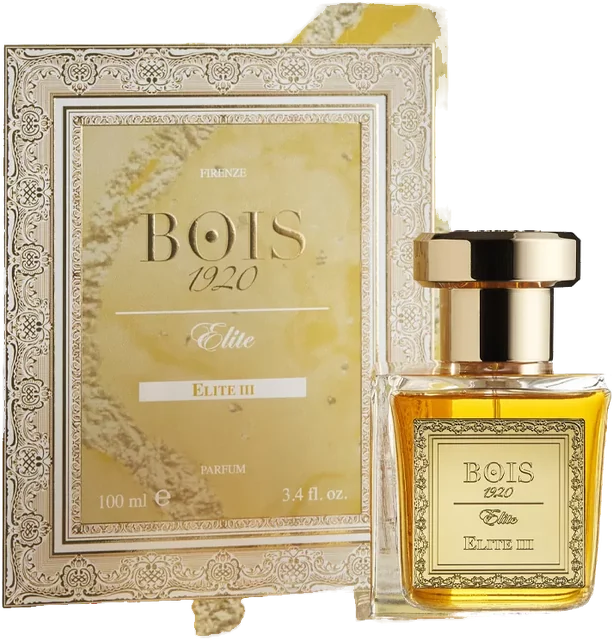 FIRENZE
BOIS
1920
Elite
ELITE III
PARFUM
100 ml e 3.4 fl. oz.
BOIS
1920
Elite
ELITE III